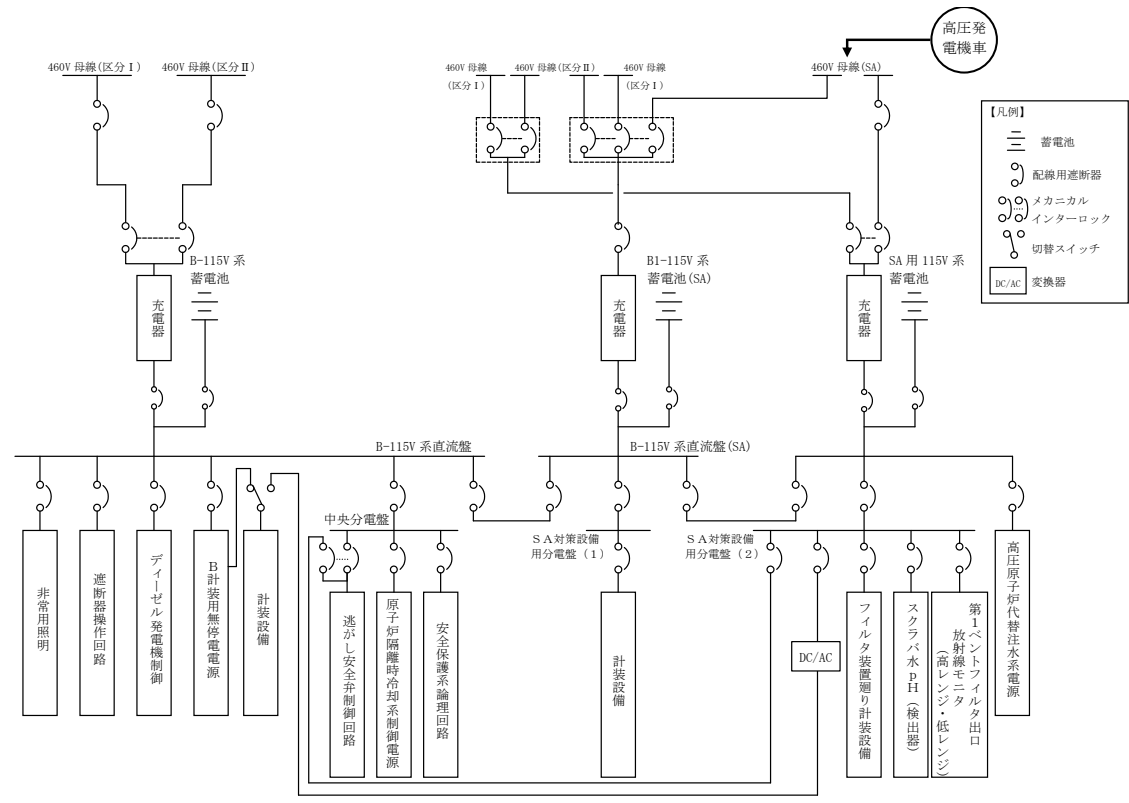 高圧発
電機車
460V 母線(区分Ⅰ)
460V 母線(区分Ⅱ)
460V 母線
(区分Ⅰ)
460V 母線(区分Ⅱ)
460V 母線
(区分Ⅰ)
460V 母線(SA)
【凡例】
蓄電池
配線用遮断器
メカニカル
インターロック
切替スイッチ
DC/AC
変換器
B-115V 系
蓄電池
充電器
B1-115V 系
蓄電池(SA)
充電器
SA 用 115V 系
蓄電池
充電器
B-115V 系直流盤
B-115V 系直流盤(SA)
中央分電盤
SA対策設備
用分電盤（1）
SA対策設備
用分電盤（2）
非常用照明
遮断器操作回路
ディーゼル発電機制御
B計装用無停電電源
計装設備
逃がし安全弁制御回路
原子炉隔離時冷却系制御電源
安全保護系論理回路
計装設備
DC/AC
フィルタ装置廻り計装設備
スクラバ水pH（検出器）
第1ベントフィルタ出口
放射線モニタ
（高レンジ・低レンジ）
高圧原子炉代替注水系電源